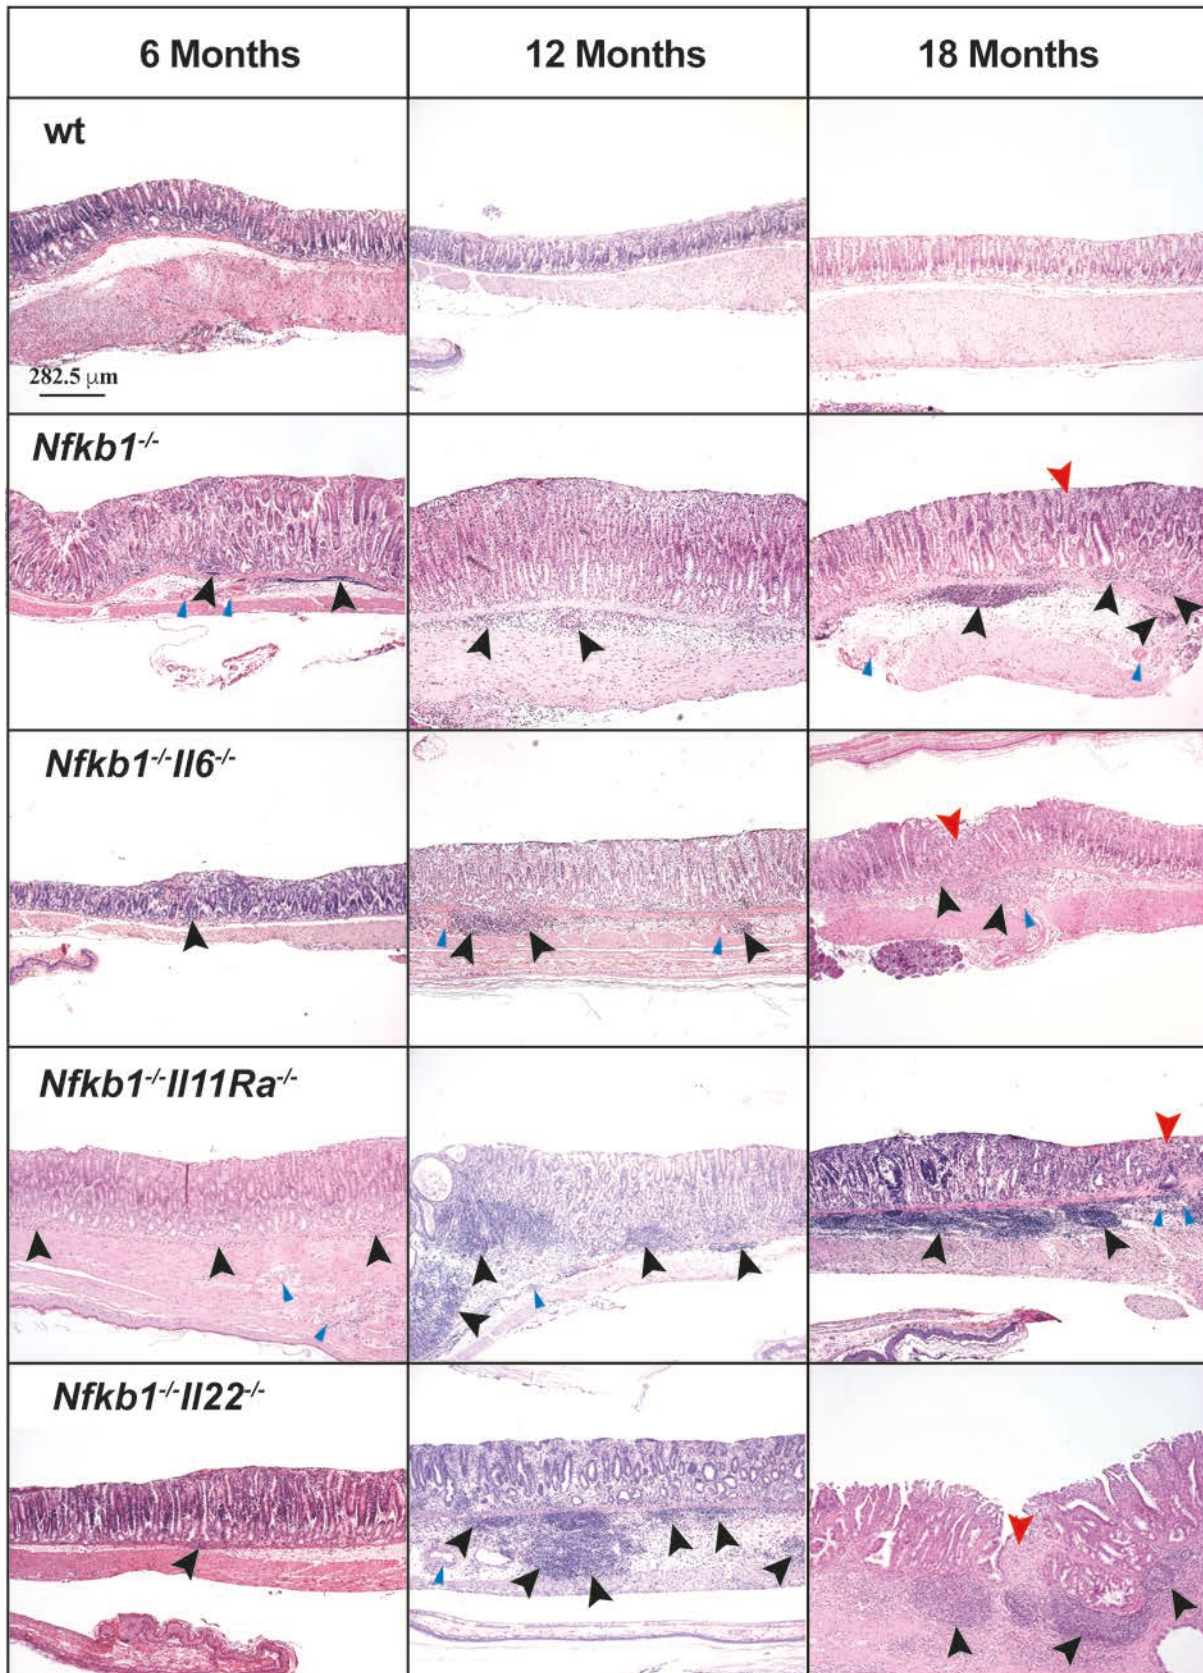 6 Months 12 Months 18 Months
wt
282.5 μm
Nfkb1-/-
Nfkb1-/-Il6-/-
Nfkb1-/-Il11Ra-/-
Nfkb1-/-Il22-/-